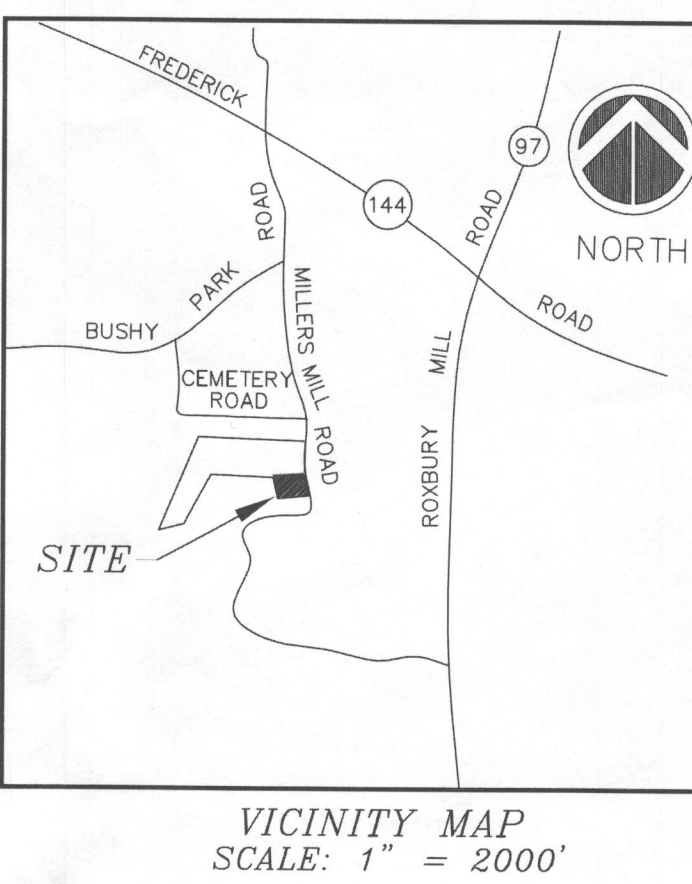 FREDERICK
97
ROAD
144
ROAD
NORTH
PARK
MILLERS MILL ROAD
ROAD
BUSHY
MILL
CEMETERY
ROAD
ROXBURY
SITE
VICINITY MAP
SCALE: 1" = 2000'